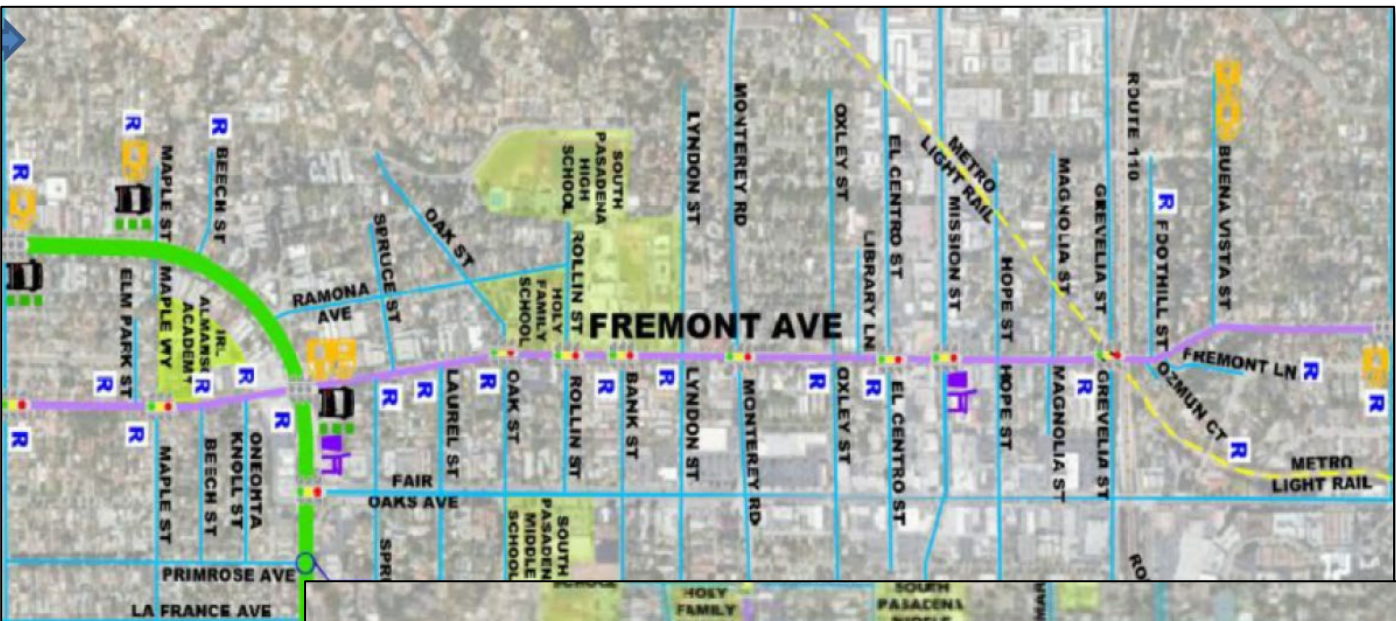 R
R
BEECH ST
MAPLE ST
R
ELM PARK ST
MAPLE WY
ACADEMY
RAMONA
AVE
SPRUCE ST
OAK ST
SOUTH
PASADENA
HIGH
SCHOOL
ROLLIN ST
HOLY
FAMILY
SCHOOL
LYNDON ST
MONTEREY RD
OXLEY ST
LIBRARY LN
EL CENTRO ST
METRO
LIGHT RAIL
MISSION ST
HOPE ST
MAGNOLIA ST
GREVELIA ST
ROUTE 110
R
FOOTHILL ST
BUENA VISTA ST
FREMONT AVE
FREMONT LN
R
R
OZMUN CT
R
METRO
LIGHT RAIL
R
R
R
R
R
R
R
R
R
R
R
R
R
R
MAPLE ST
BEECH ST
ONEONTA
KNOLL ST
LAUREL ST
OAK ST
ROLLIN ST
BANK ST
LYNDON ST
MONTEREY RD
OXLEY ST
EL CENTRO ST
HOPE ST
MAGNOLIA ST
GREVELIA ST
FAIR
OAKS AVE
SOUTH
PASADEN
MIDDLE
SCHOOL
SPR
RO
PRIMROSE AVE
LA FRANCE AVE
HOLY
FAMILY
SOUTH
PASADENA